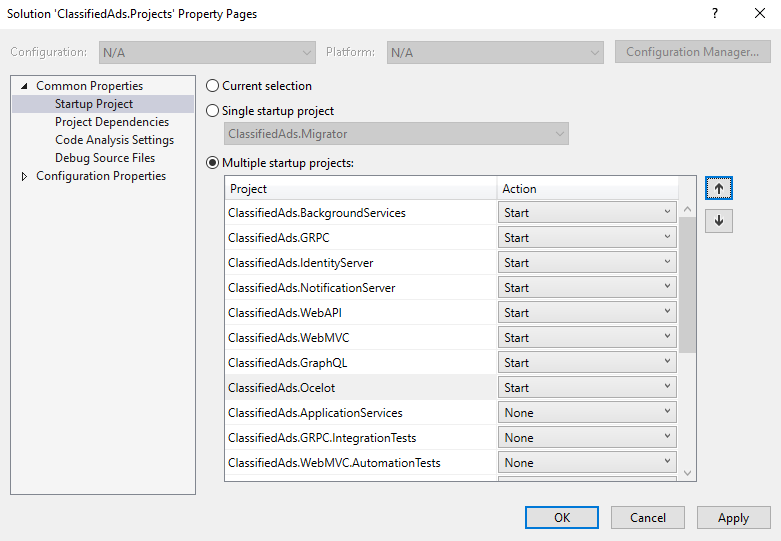 Solution 'ClassifiedAds.Projects' Property Pages ?
Configuration: N/A Platform: N/A Configuration Manager...
Common Properties
Startup Project
Project Dependencies
Code Analysis Settings
Debug Source Files
Configuration Properties
Current selection
Single startup project
ClassifiedAds.Migrator
Multiple startup projects:
Project Action
ClassifiedAds.BackgroundServices Start
ClassifiedAds.GRPC Start
ClassifiedAds.IdentityServer Start
ClassifiedAds.NotificationServer Start
ClassifiedAds.WebAPI Start
ClassifiedAds.WebMVC Start
ClassifiedAds.GraphQL Start
ClassifiedAds.Ocelot Start
ClassifiedAds.ApplicationServices None
ClassifiedAds.GRPC.IntegrationTests None
ClassifiedAds.WebMVC.AutomationTests None
OK Cancel Apply